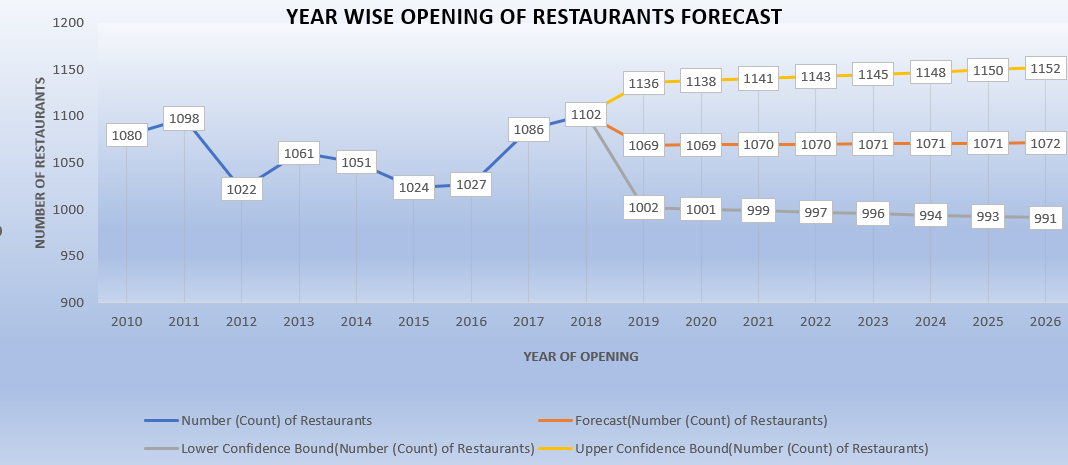 YEAR WISE OPENING OF RESTAURANTS FORECAST
1200
1150
1100
1050
1000
950
900
NUMBER OF RESTAURANTS
1080
1098
1022
1061
1051
1024
1027
1086
1102
1136 1138 1141 1143 1145 1148 1150 1152
1069 1069 1070 1070 1071 1071 1071 1072
1002 1001 999 997 996 994 993 991
2010 2011 2012 2013 2014 2015 2016 2017 2018 2019 2020 2021 2022 2023 2024 2025 2026
YEAR OF OPENING
Number (Count) of Restaurants
Forecast(Number (Count) of Restaurants)
Lower Confidence Bound(Number (Count) of Restaurants)
Upper Confidence Bound(Number (Count) of Restaurants)